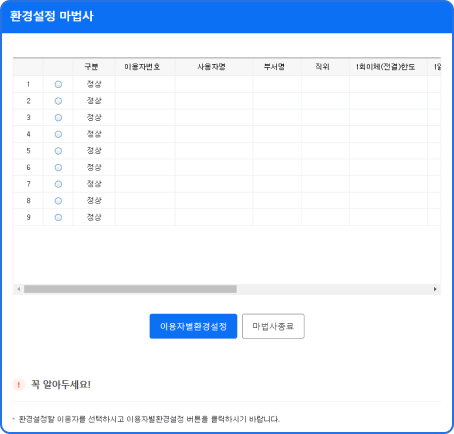 환경설정 마법사
구분 이용자번호 사용자명 부서명 직위 1회이체(전결)한도
1 정상
2 정상
3 정상
4 정상
5 정상
6 정상
7 정상
8 정상
9 정상
이용자별환경설정 마법사종료
! 꼭 알아두세요!
- 환경설정할 이용자를 선택하시고 이용자별환경설정 버튼을 클릭하시기 바랍니다.